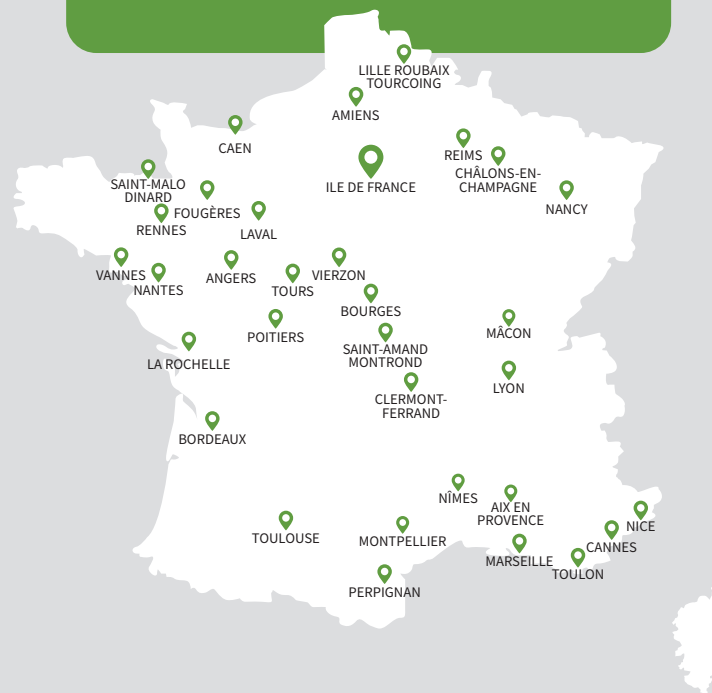 LILLE ROUBAIX
TOURCOING
AMIENS
CAEN
REIMS
CHÂLONS-EN-
CHAMPAGNE
ILE DE FRANCE
SAINT-MALO
DINARD
FOUGÈRES
NANCY
RENNES
LAVAL
VANNES
NANTES
ANGERS
TOURS
VIERZON
BOURGES
POITIERS
MÂCON
SAINT-AMAND
MONTROND
LA ROCHELLE
LYON
CLERMONT-
FERRAND
BORDEAUX
NÎMES
AIX EN
PROVENCE
NICE
TOULOUSE
MONTPELLIER
CANNES
MARSEILLE
TOULON
PERPIGNAN